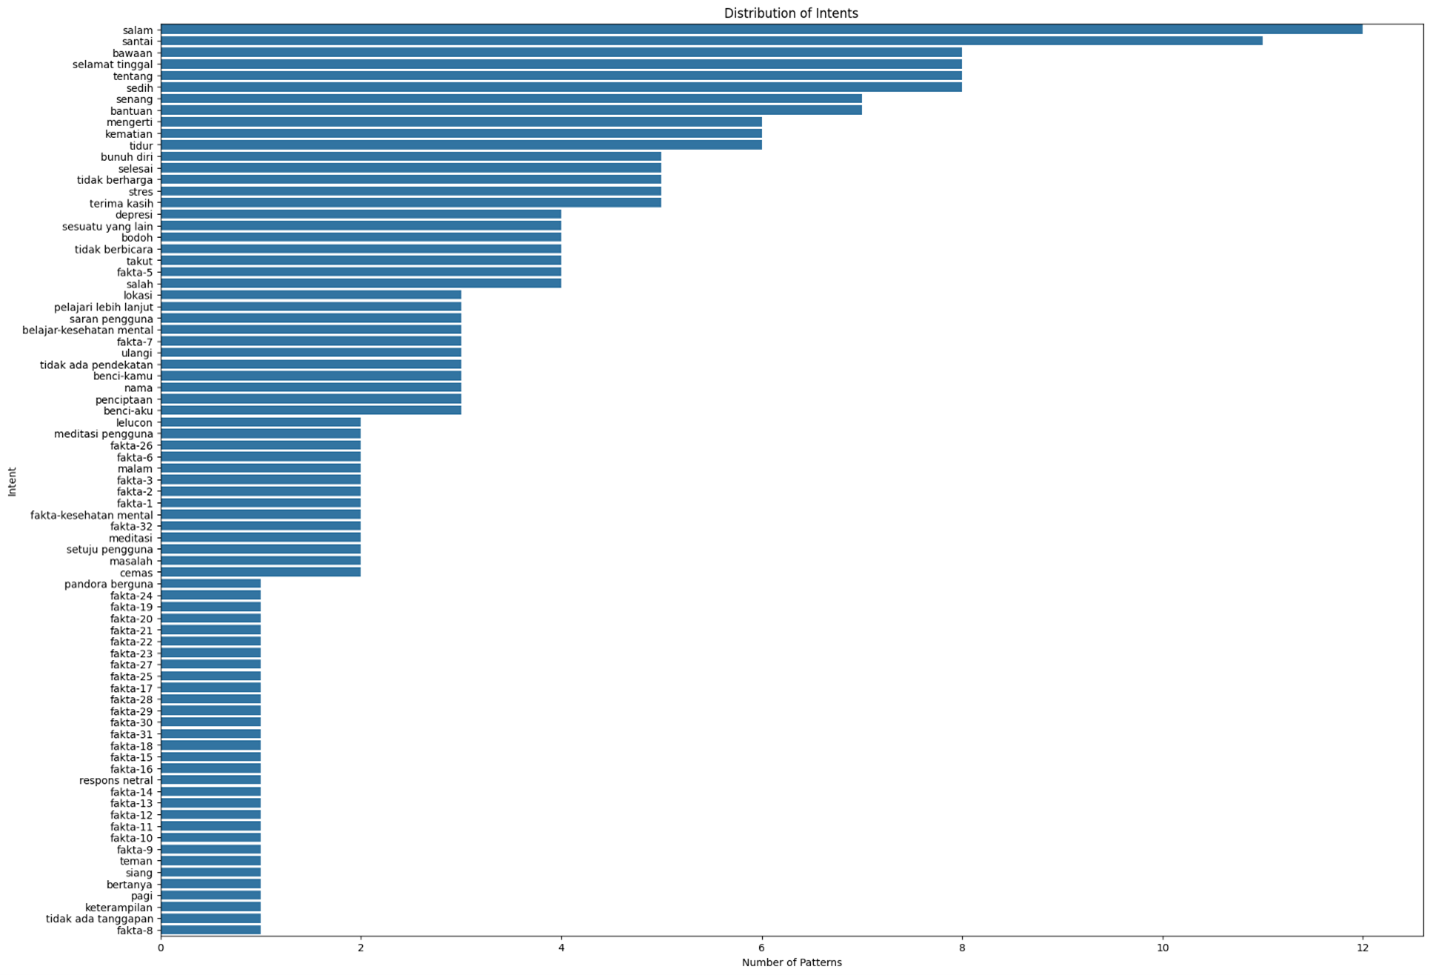 Distribution of Intents
salam
santai
bawaan
selamat tinggal
tentang
sedih
senang
bantuan
mengerti
kematian
tidur
bunuh diri
selesai
tidak berharga
stres
terima kasih
depresi
sesuatu yang lain
bodoh
tidak berbicara
takut
fakta-5
salah
lokasi
pelajari lebih lanjut
saran pengguna
belajar-kesehatan mental
fakta-7
ulangi
tidak ada pendekatan
benci-kamu
nama
penciptaan
benci-aku
lelucon
meditasi pengguna
fakta-26
fakta-6
malam
fakta-3
fakta-2
fakta-1
fakta-kesehatan mental
fakta-32
meditasi
setuju pengguna
masalah
cemas
pandora berguna
fakta-24
fakta-19
fakta-20
fakta-21
fakta-22
fakta-23
fakta-27
fakta-25
fakta-17
fakta-28
fakta-29
fakta-30
fakta-31
fakta-18
fakta-15
fakta-16
respons netral
fakta-14
fakta-13
fakta-12
fakta-11
fakta-10
fakta-9
teman
siang
bertanya
pagi
keterampilan
tidak ada tanggapan
fakta-8
Intent
0 2 4 6 8 10 12
Number of Patterns